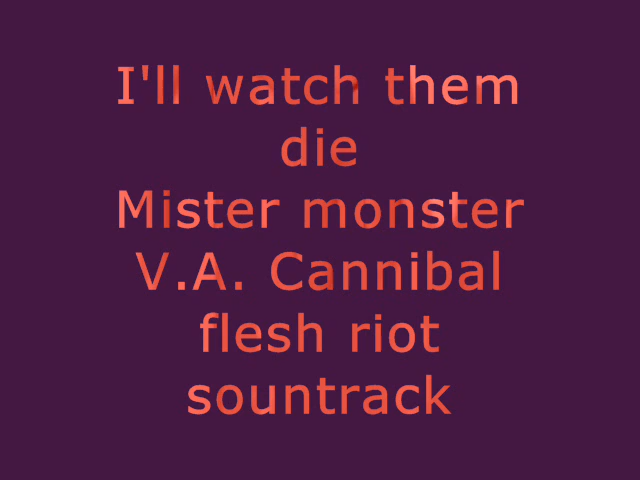 I'll watch them
die
Mister monster
V.A. Cannibal
flesh riot
sountrack